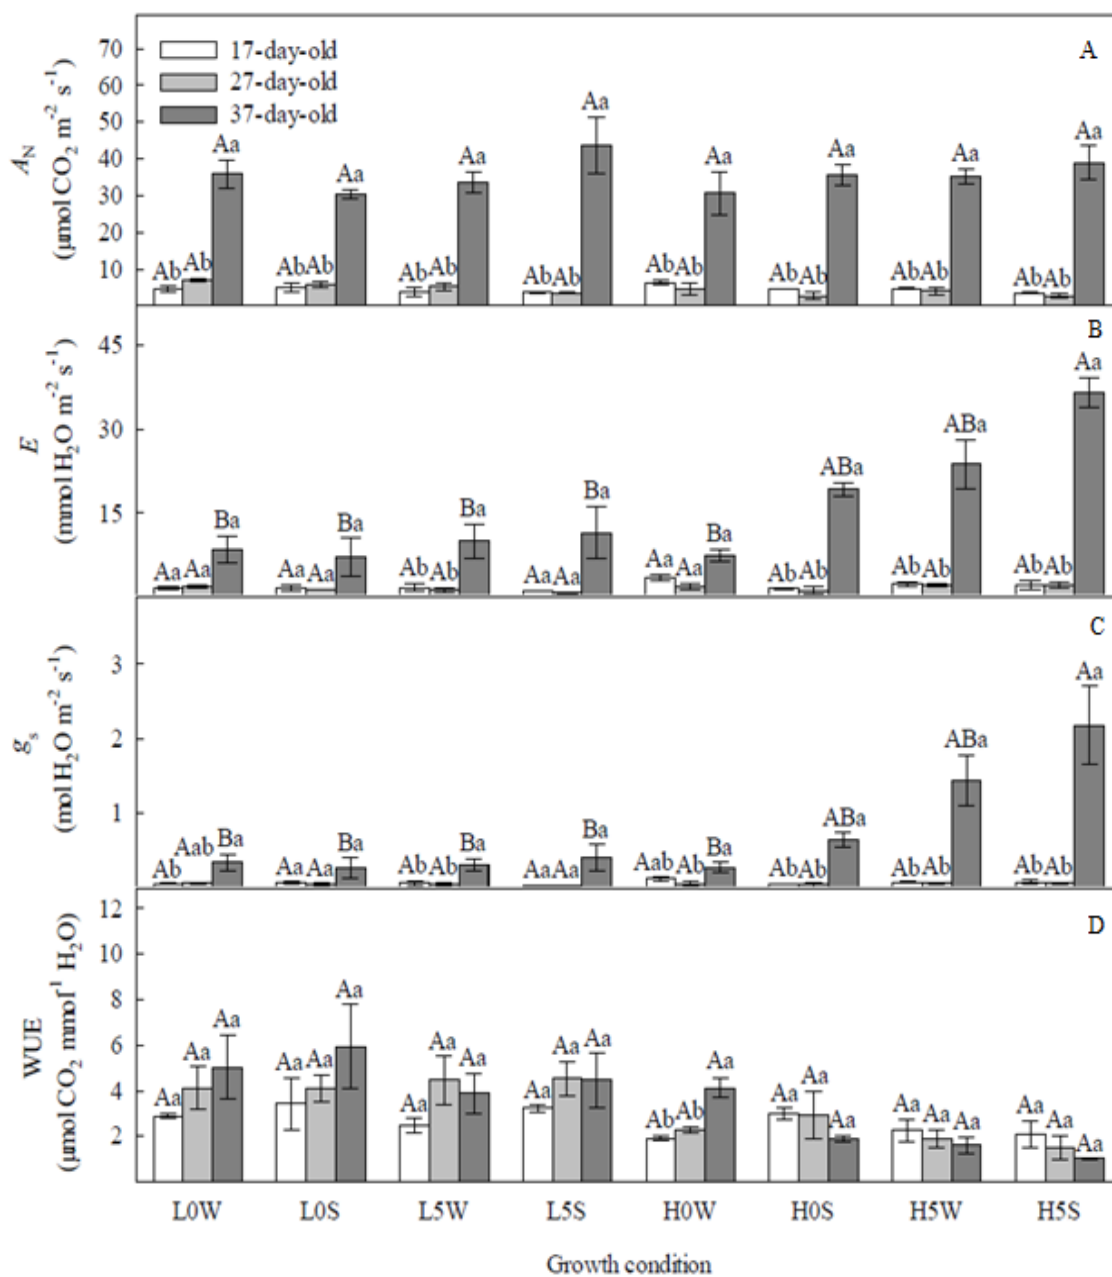 A
70
60
50
40
30
20
10
A_N
(μmol CO₂ m⁻² s⁻¹)
17-day-old
27-day-old
37-day-old
Ab Ab Aa
Ab Ab Aa
Ab Ab Aa
Ab Ab Aa
Ab Ab Aa
Ab Ab Aa
Ab Ab Aa
Ab Ab Aa
B
45
30
15
E
(mmol H₂O m⁻² s⁻¹)
Aa Aa Ba
Aa Aa Ba
Ab Ab Ba
Aa Aa Ba
Aa Aa Ba
Ab Ab ABa
Ab Ab ABa
Ab Ab Aa
C
3
2
1
g_s
(mol H₂O m⁻² s⁻¹)
Ab Aab Ba
Aa Aa Ba
Ab Ab Ba
Aa Aa Ba
Aab Ab Ba
Ab Ab ABa
Ab Ab ABa
Ab Ab Aa
D
12
10
8
6
4
2
WUE
(μmol CO₂ mmol⁻¹ H₂O)
Aa Aa Aa
Aa Aa Aa
Aa Aa Aa
Aa Aa Aa
Ab Ab Aa
Aa Aa Aa
Aa Aa Aa
Aa Aa Aa
L0W L0S L5W L5S H0W H0S H5W H5S
Growth condition